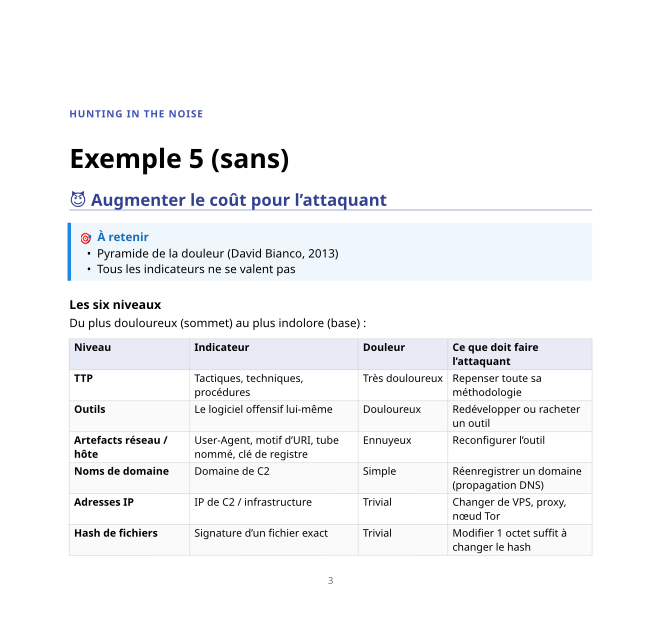 HUNTING IN THE NOISE
Exemple 5 (sans)
😈 Augmenter le coût pour l’attaquant
🎯 À retenir
• Pyramide de la douleur (David Bianco, 2013)
• Tous les indicateurs ne se valent pas
Les six niveaux
Du plus douloureux (sommet) au plus indolore (base) :
Niveau Indicateur Douleur Ce que doit faire
l’attaquant
TTP Tactiques, techniques, Très douloureux Repenser toute sa
procédures méthodologie
Outils Le logiciel offensif lui-même Douloureux Redévelopper ou racheter
un outil
Artefacts réseau / User-Agent, motif d’URI, tube Ennuyeux Reconfigurer l’outil
hôte nommé, clé de registre
Noms de domaine Domaine de C2 Simple Réenregistrer un domaine
(propagation DNS)
Adresses IP IP de C2 / infrastructure Trivial Changer de VPS, proxy,
nœud Tor
Hash de fichiers Signature d’un fichier exact Trivial Modifier 1 octet suffit à
changer le hash
3